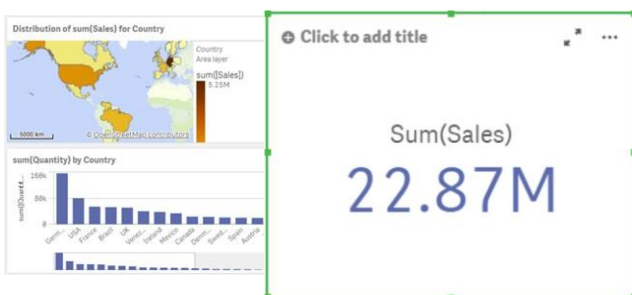 Distribution of sum(Sales) for Country
Country
Area layer
sum([Sales])
5.25M
5000 km
© OpenStreetMap contributors
sum(Quantity) by Country
160k
80k
0
sum([Quantit...
Germ...
USA
France
Brazil
UK
Venez...
Ireland
Mexico
Canada
Denm...
Swed...
Spain
Austria
Click to add title
...
Sum(Sales)
22.87M